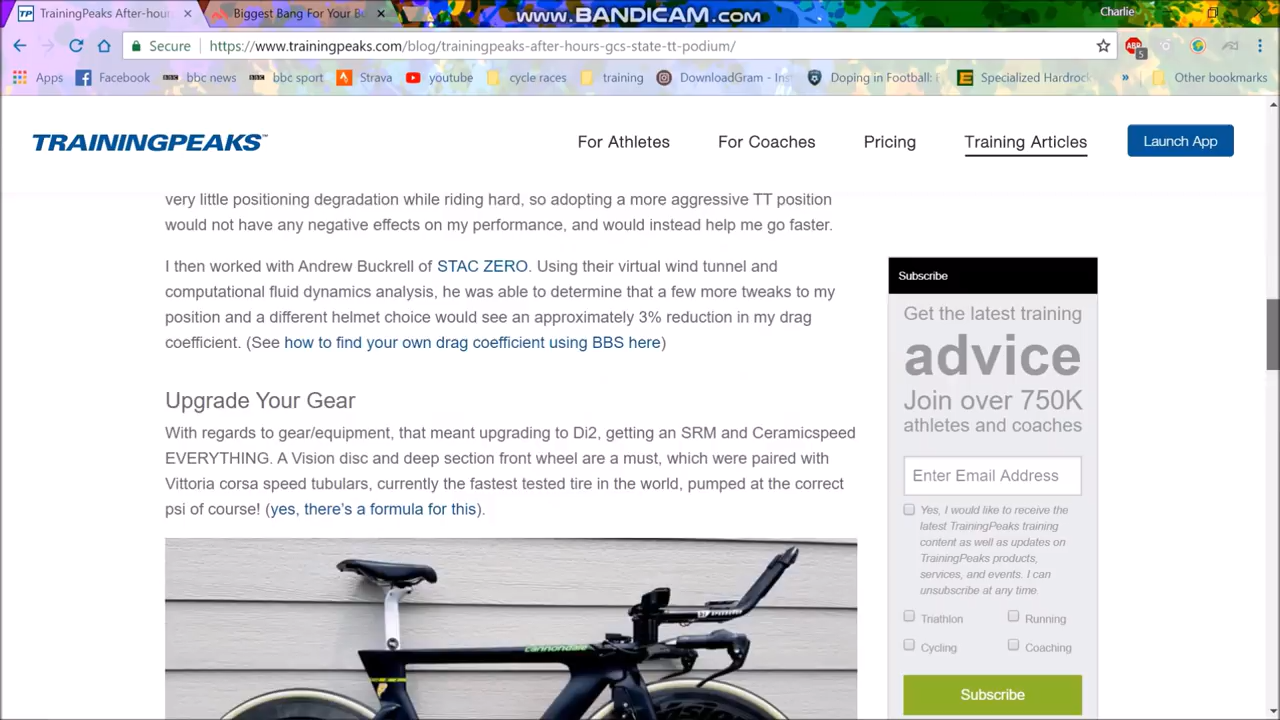 TrainingPeaks After-hour
Biggest Bang For Your Bu
www.BANDICAM.com
Charlie
Secure
https://www.trainingpeaks.com/blog/trainingpeaks-after-hours-gcs-state-tt-podium/
ABP
5
Apps
Facebook
bbc news
bbc sport
Strava
youtube
cycle races
training
DownloadGram - Ins
Doping in Football: F
Specialized Hardrock
»
Other bookmarks
TRAININGPEAKS™
For Athletes
For Coaches
Pricing
Training Articles
Launch App
very little positioning degradation while riding hard, so adopting a more aggressive TT position
would not have any negative effects on my performance, and would instead help me go faster.
I then worked with Andrew Buckrell of STAC ZERO. Using their virtual wind tunnel and
computational fluid dynamics analysis, he was able to determine that a few more tweaks to my
position and a different helmet choice would see an approximately 3% reduction in my drag
coefficient. (See how to find your own drag coefficient using BBS here)
Upgrade Your Gear
With regards to gear/equipment, that meant upgrading to Di2, getting an SRM and Ceramicspeed
EVERYTHING. A Vision disc and deep section front wheel are a must, which were paired with
Vittoria corsa speed tubulars, currently the fastest tested tire in the world, pumped at the correct
psi of course! (yes, there's a formula for this).
cannondale
Subscribe
Get the latest training
advice
Join over 750K
athletes and coaches
Enter Email Address
Yes, I would like to receive the
latest TrainingPeaks training
content as well as updates on
TrainingPeaks products,
services, and events. I can
unsubscribe at any time
Triathlon
Running
Cycling
Coaching
Subscribe